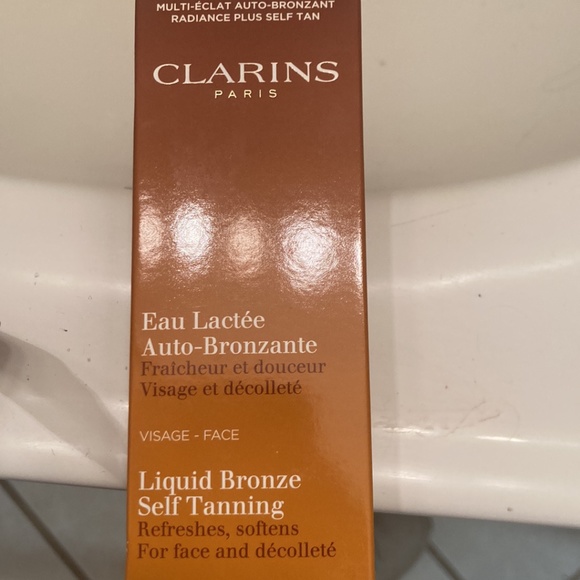 MULTI-ÉCLAT AUTO-BRONZANT
RADIANCE PLUS SELF TAN
CLARINS
PARIS
Eau Lactée
Auto-Bronzante
Fraîcheur et douceur
Visage et décolleté
VISAGE - FACE
Liquid Bronze
Self Tanning
Refreshes, softens
For face and décolleté